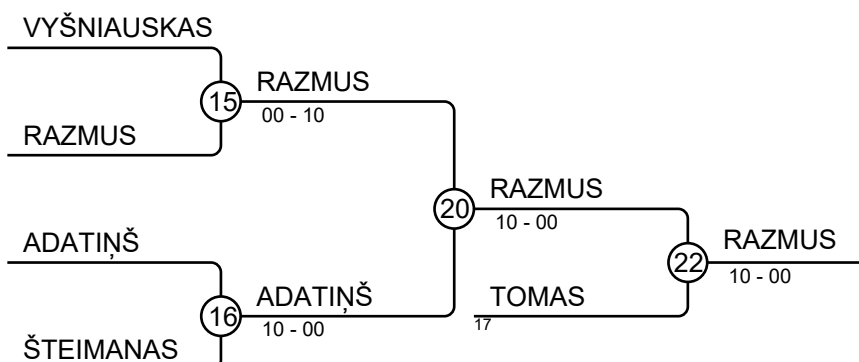 VYŠNIAUSKAS
15
RAZMUS
00 - 10
RAZMUS
20
RAZMUS
10 - 00
ADATIŅŠ
22
RAZMUS
10 - 00
16
ADATIŅŠ
10 - 00
TOMAS
17
ŠTEIMANAS